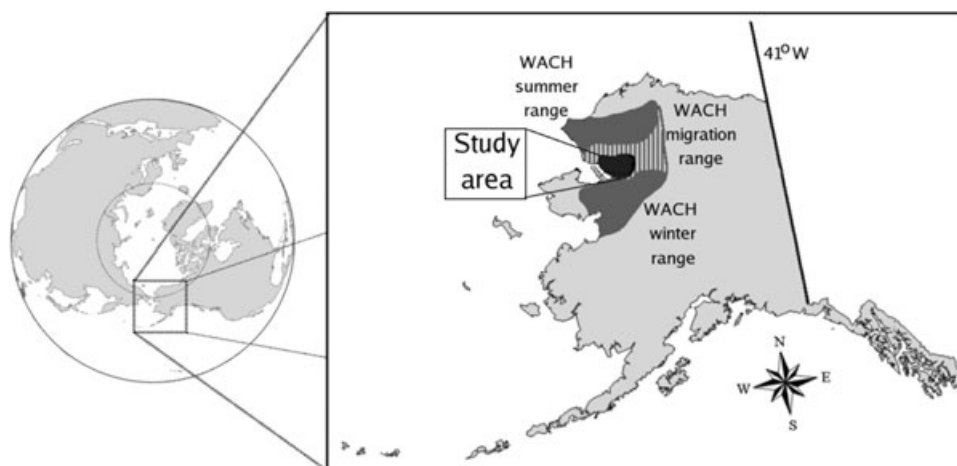 41° W
WACH
summer
range
WACH
migration
range
Study
area
WACH
winter
range
N
W
E
S